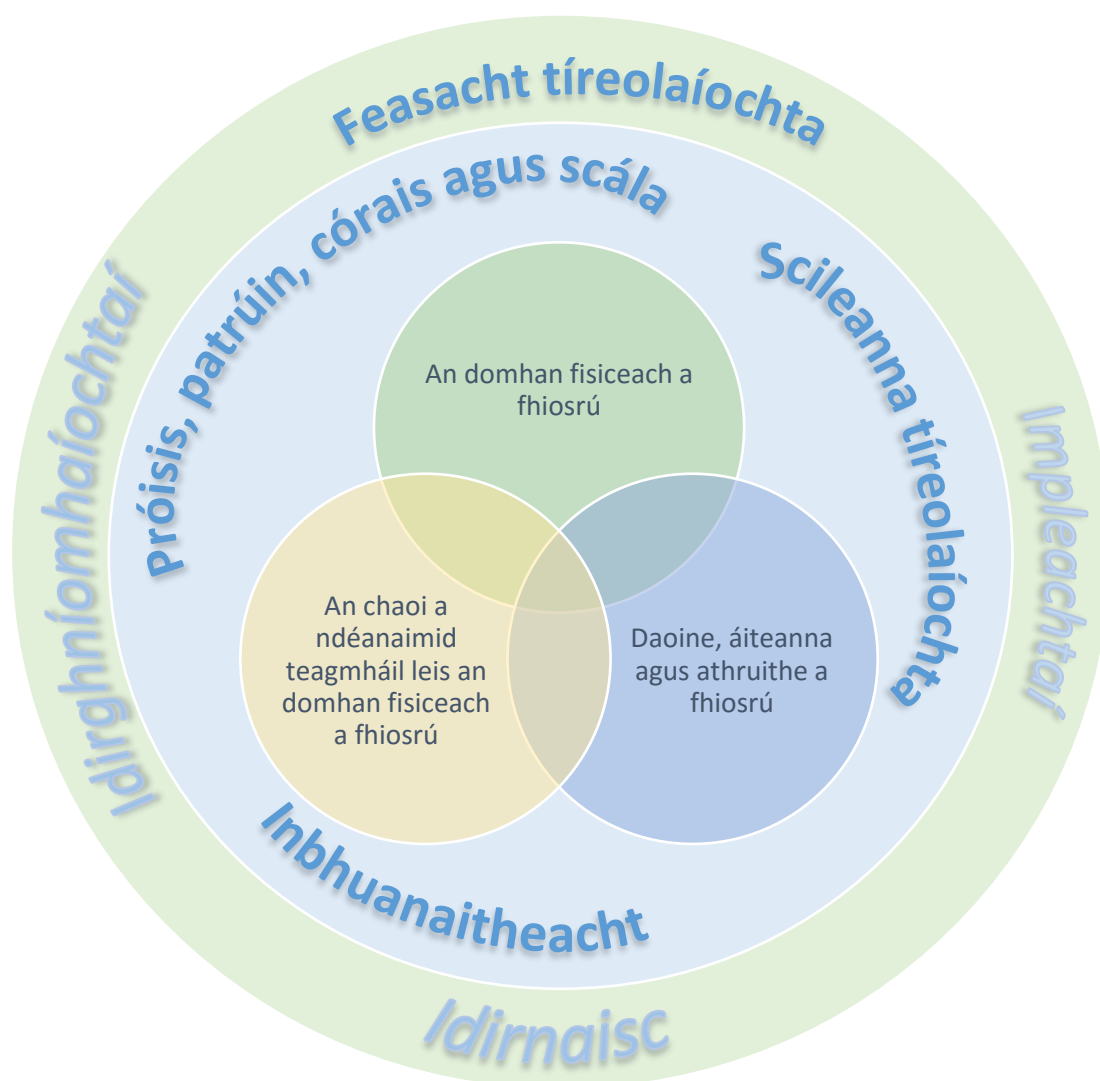 Feasacht tíreolaíochta
Próisis, patrúin, córais agus scála
Scileanna tíreolaíochta
Idirghníomhaíochtaí
Impleachtaí
An domhan fisiceach a
fhiosrú
An chaoi a
ndéanaimid
teagmháil leis an
domhan fisiceach
a fhiosrú
Daoine, áiteanna
agus athruithe a
fhiosrú
Inbhuanaitheacht
Idirnaisc